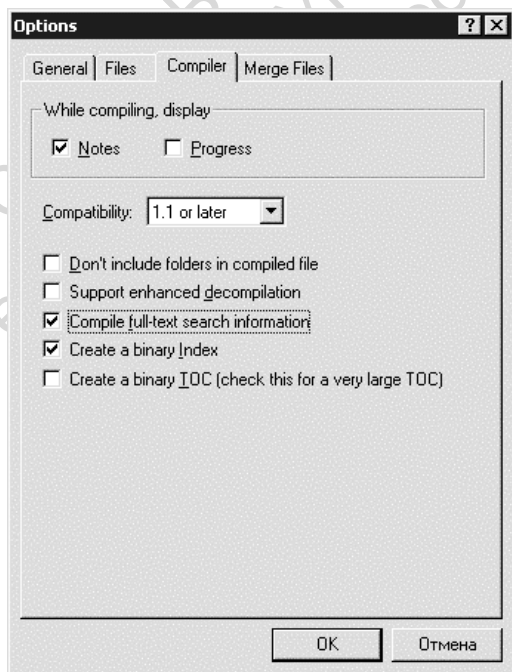 Options
General Files Compiler Merge Files
While compiling, display
Notes Progress
Compatibility: 1.1 or later
Don't include folders in compiled file
Support enhanced decompilation
Compile full-text search information
Create a binary Index
Create a binary TOC (check this for a very large TOC)
OK Отмена